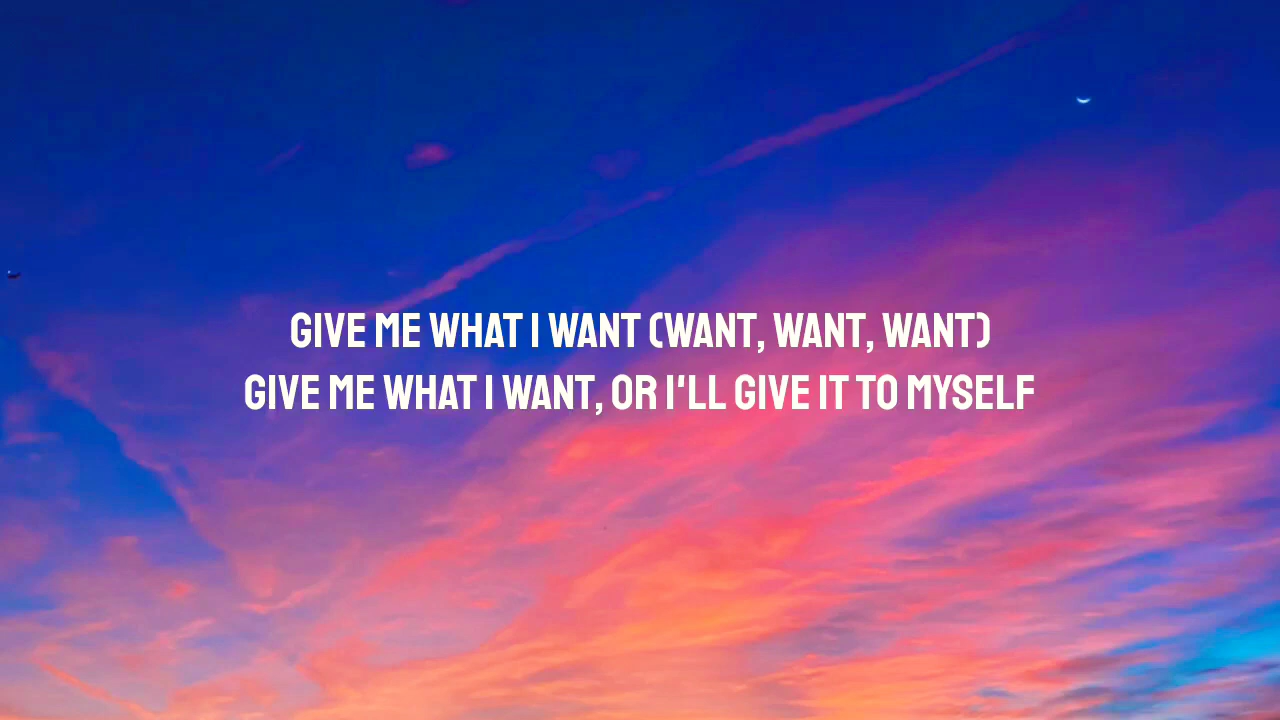 GIVE ME WHAT I WANT (WANT, WANT, WANT)
GIVE ME WHAT I WANT, OR I'LL GIVE IT TO MYSELF